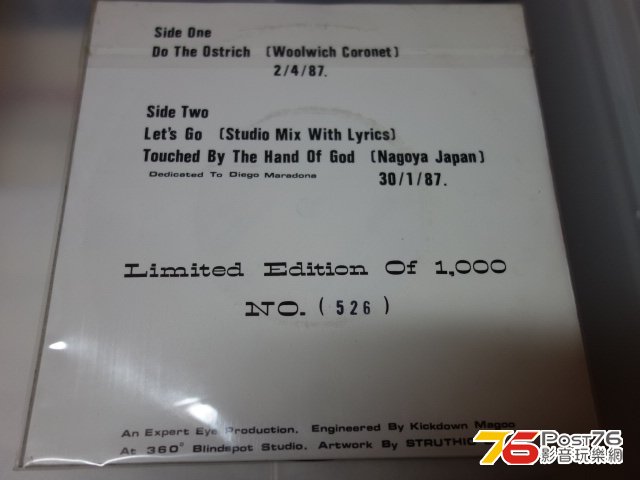 Side One
Do The Ostrich (Woolwich Coronet)
2/4/87.
Side Two
Let's Go (Studio Mix With Lyrics)
Touched By The Hand Of God (Nagoya Japan)
Dedicated To Diego Maradona 30/1/87.
Limited Edition Of 1,000
NO. ( 526 )
An Expert Eye Production. Engineered By Kickdown Magoo
At 360° Blindspot Studio. Artwork By
76 Post76
影音玩樂網